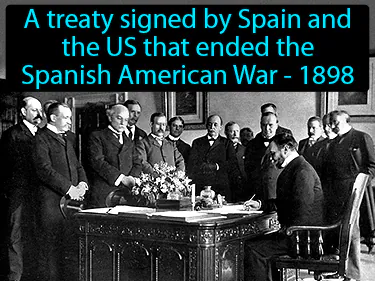 A treaty signed by Spain and
the US that ended the
Spanish American War - 1898